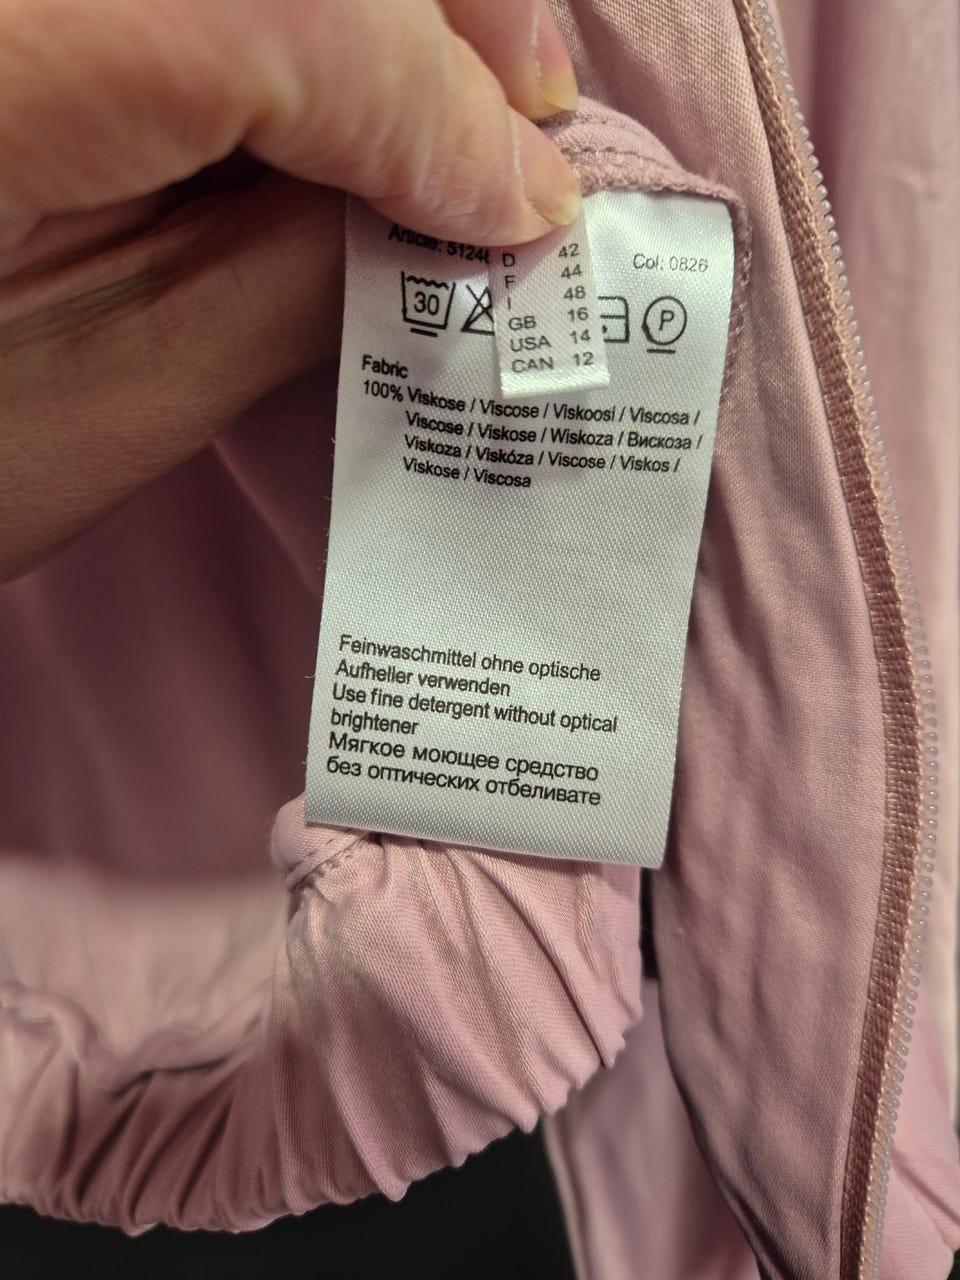 Article: 5124
Col: 0826
D 42
F 44
I 48
GB 16
USA 14
CAN 12
30
P
Fabric
100% Viskose / Viscose / Viskoosi / Viscosa /
Viscose / Viskose / Wiskoza / Вискоза /
Viskoza / Viskóza / Viscose / Viskos /
Viskose / Viscosa
Feinwaschmittel ohne optische
Aufheller verwenden
Use fine detergent without optical
brightener
Мягкое моющее средство
без оптических отбеливате